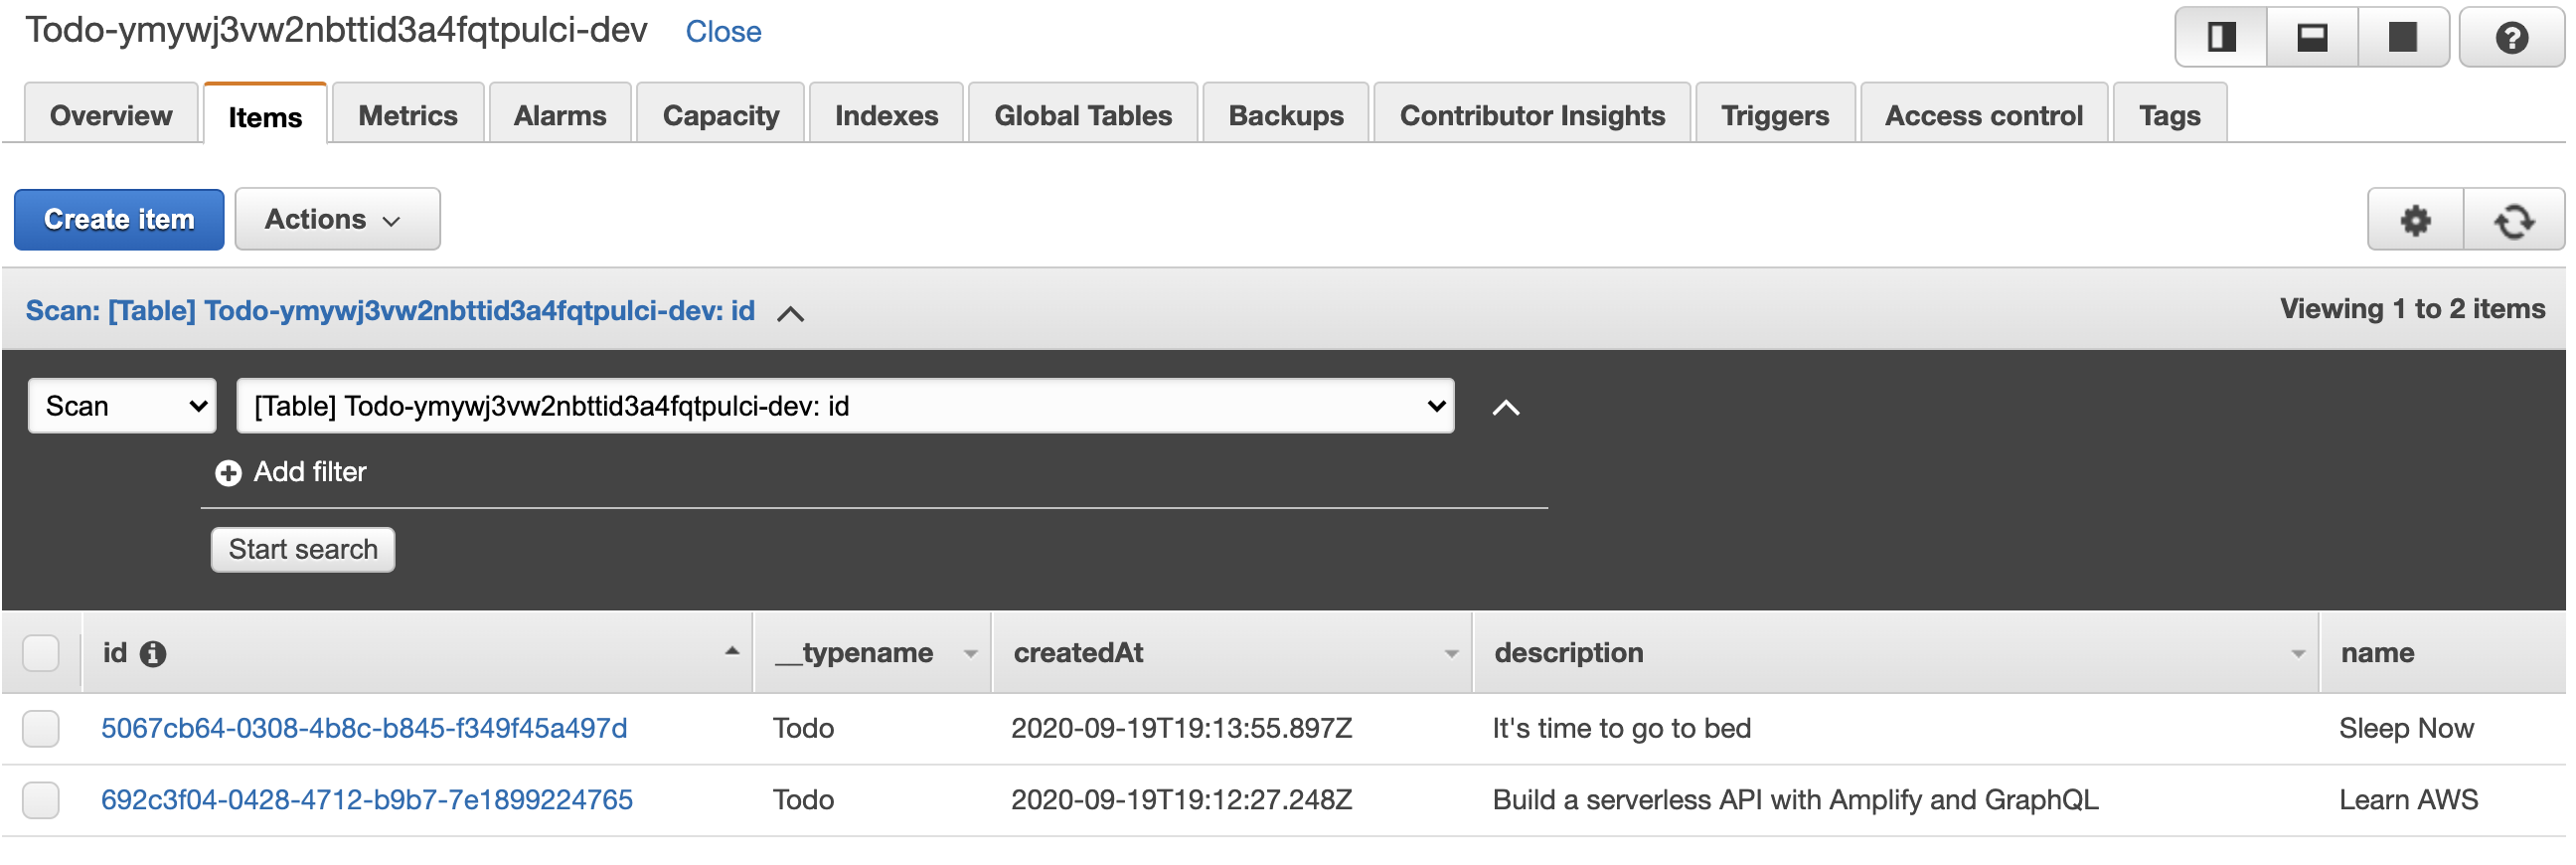 Todo-ymywj3vw2nbttid3a4fqtpulci-dev Close
Overview Items Metrics Alarms Capacity Indexes Global Tables Backups Contributor Insights Triggers Access control Tags
Create item Actions
Scan: [Table] Todo-ymywj3vw2nbttid3a4fqtpulci-dev: id Viewing 1 to 2 items
Scan [Table] Todo-ymywj3vw2nbttid3a4fqtpulci-dev: id
Add filter
Start search
id __typename createdAt description name
5067cb64-0308-4b8c-b845-f349f45a497d Todo 2020-09-19T19:13:55.897Z It's time to go to bed Sleep Now
692c3f04-0428-4712-b9b7-7e1899224765 Todo 2020-09-19T19:12:27.248Z Build a serverless API with Amplify and GraphQL Learn AWS